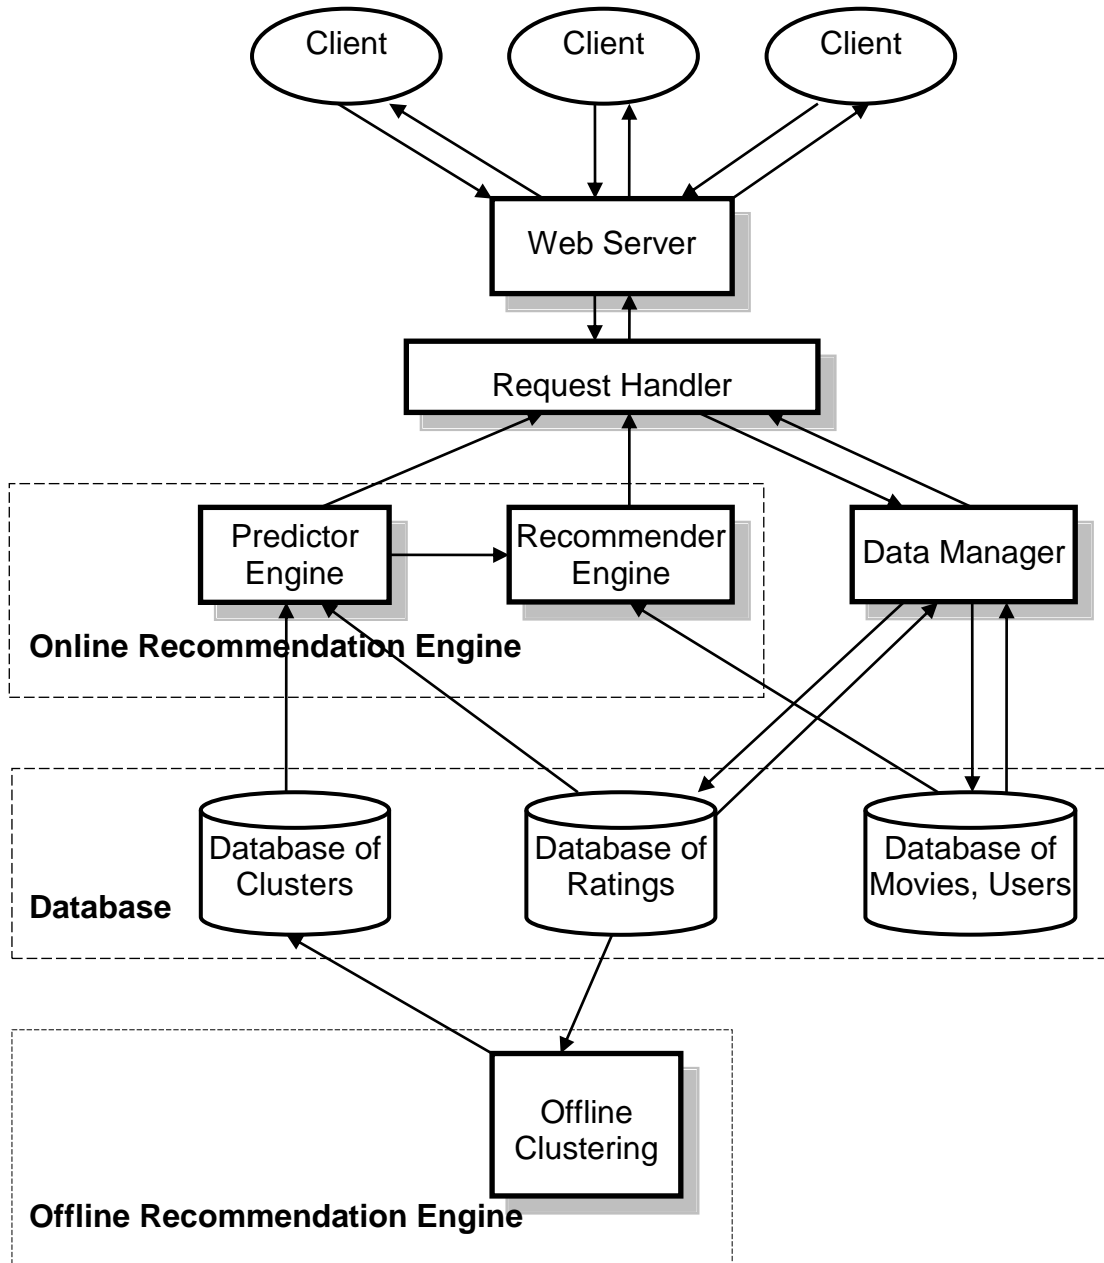 Client
Client
Client
Web Server
Request Handler
Predictor
Engine
Recommender
Engine
Data Manager
Online Recommendation Engine
Database of
Clusters
Database of
Ratings
Database of
Movies, Users
Database
Offline
Clustering
Offline Recommendation Engine